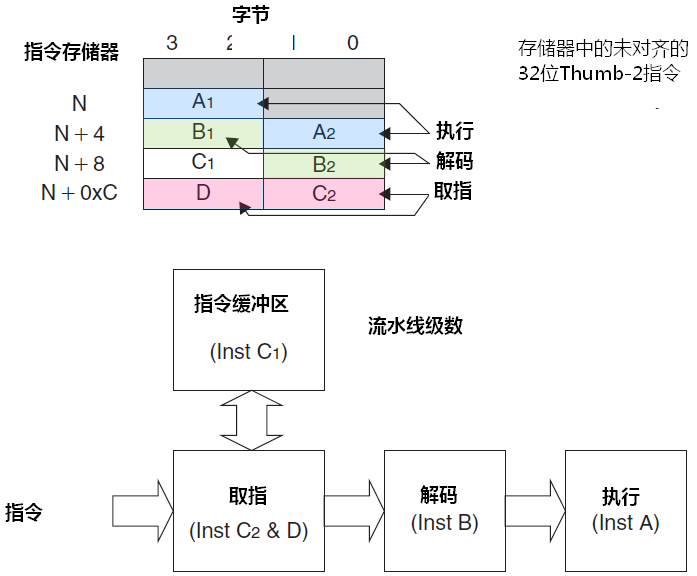 字节
指令存储器
3 2 1 0
存储器中的未对齐的
32位Thumb-2指令
N A1
执行
N + 4 B1 A2
解码
N + 8 C1 B2
取指
N + 0xC D C2
指令缓冲区
(Inst C1)
流水线级数
指令
取指
(Inst C2 & D)
解码
(Inst B)
执行
(Inst A)